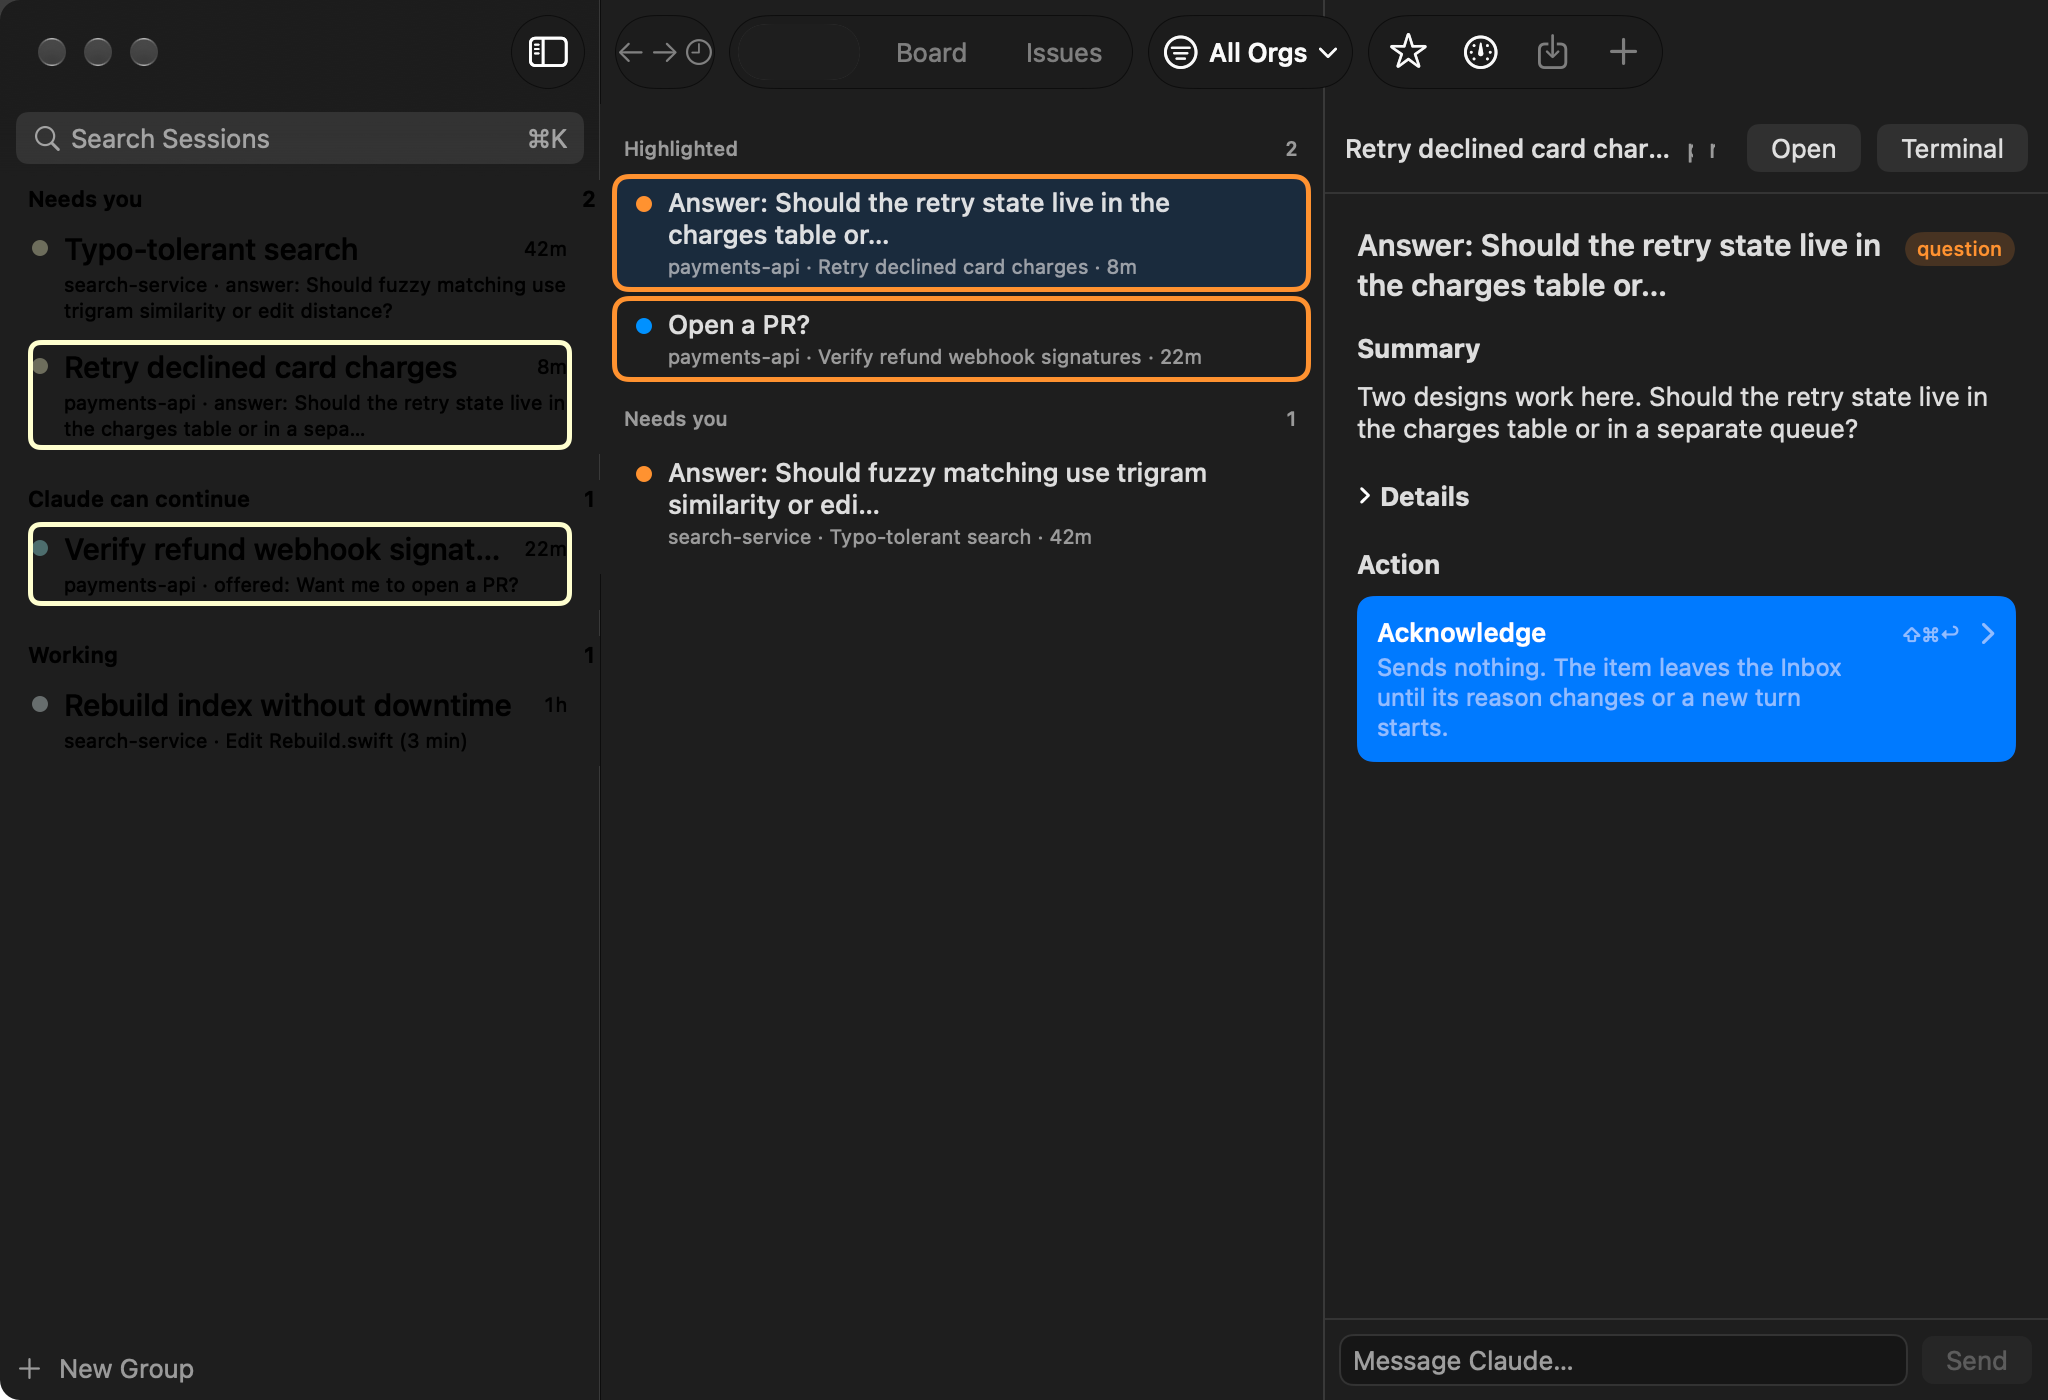 Board
Issues
All Orgs
Search Sessions
⌘K
Needs you
2
Typo-tolerant search
42m
search-service · answer: Should fuzzy matching use
trigram similarity or edit distance?
Retry declined card charges
8m
payments-api · answer: Should the retry state live in
the charges table or in a sepa...
Claude can continue
1
Verify refund webhook signat...
22m
payments-api · offered: Want me to open a PR?
Working
1
Rebuild index without downtime
1h
search-service · Edit Rebuild.swift (3 min)
New Group
Highlighted
2
Answer: Should the retry state live in the
charges table or...
payments-api · Retry declined card charges · 8m
Open a PR?
payments-api · Verify refund webhook signatures · 22m
Needs you
1
Answer: Should fuzzy matching use trigram
similarity or edi...
search-service · Typo-tolerant search · 42m
Retry declined card char...
Open
Terminal
Answer: Should the retry state live in
the charges table or...
question
Summary
Two designs work here. Should the retry state live in
the charges table or in a separate queue?
Details
Action
Acknowledge
⇧⌘↩
Sends nothing. The item leaves the Inbox
until its reason changes or a new turn
starts.
Message Claude...
Send